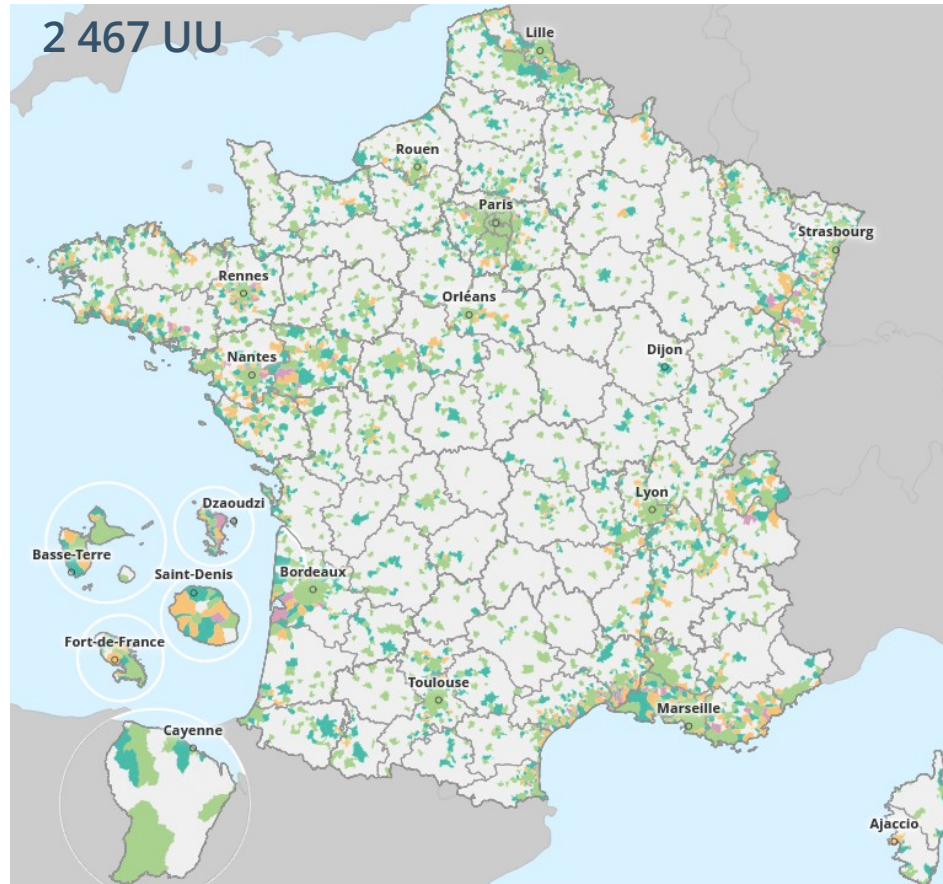 2 467 UU
Lille
Rouen
Paris
Strasbourg
Rennes
Orléans
Nantes
Dijon
Lyon
Dzaoudzi
Basse-Terre
Saint-Denis
Bordeaux
Fort-de-France
Toulouse
Marseille
Cayenne
Ajaccio